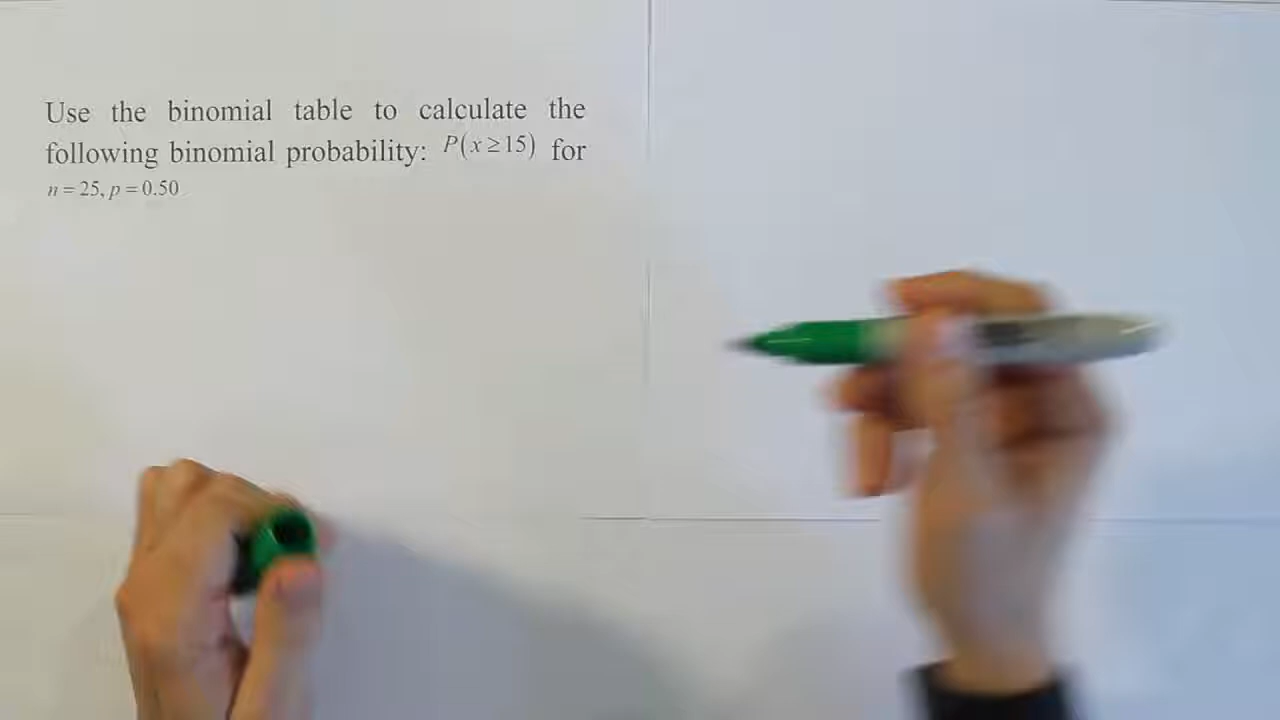 Use the binomial table to calculate the
following binomial probability: P(x ≥ 15) for
n = 25, p = 0.50